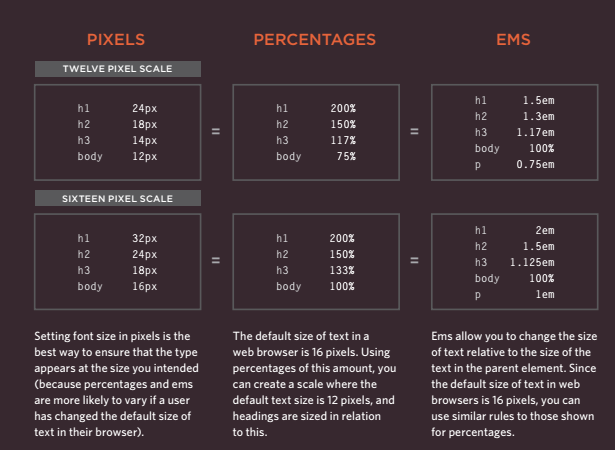 PIXELS
PERCENTAGES
EMS
TWELVE PIXEL SCALE
h1 24px
h2 18px
h3 14px
body 12px
=
h1 200%
h2 150%
h3 117%
body 75%
=
h1 1.5em
h2 1.3em
h3 1.17em
body 100%
p 0.75em
SIXTEEN PIXEL SCALE
h1 32px
h2 24px
h3 18px
body 16px
=
h1 200%
h2 150%
h3 133%
body 100%
=
h1 2em
h2 1.5em
h3 1.125em
body 100%
p 1em
Setting font size in pixels is the
best way to ensure that the type
appears at the size you intended
(because percentages and ems
are more likely to vary if a user
has changed the default size of
text in their browser).
The default size of text in a
web browser is 16 pixels. Using
percentages of this amount, you
can create a scale where the
default text size is 12 pixels, and
headings are sized in relation
to this.
Ems allow you to change the size
of text relative to the size of the
text in the parent element. Since
the default size of text in web
browsers is 16 pixels, you can
use similar rules to those shown
for percentages.